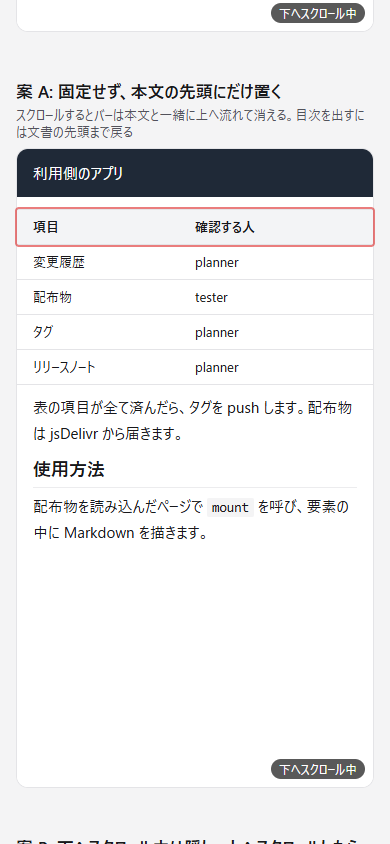 下へスクロール中
案 A: 固定せず、本文の先頭にだけ置く
スクロールするとバーは本文と一緒に上へ流れて消える。目次を出すに
は文書の先頭まで戻る
利用側のアプリ
項目 確認する人
変更履歴 planner
配布物 tester
タグ planner
リリースノート planner
表の項目が全て済んだら、タグを push します。配布物
は jsDelivr から届きます。
使用方法
配布物を読み込んだページで mount を呼び、要素の
中に Markdown を描きます。
下へスクロール中